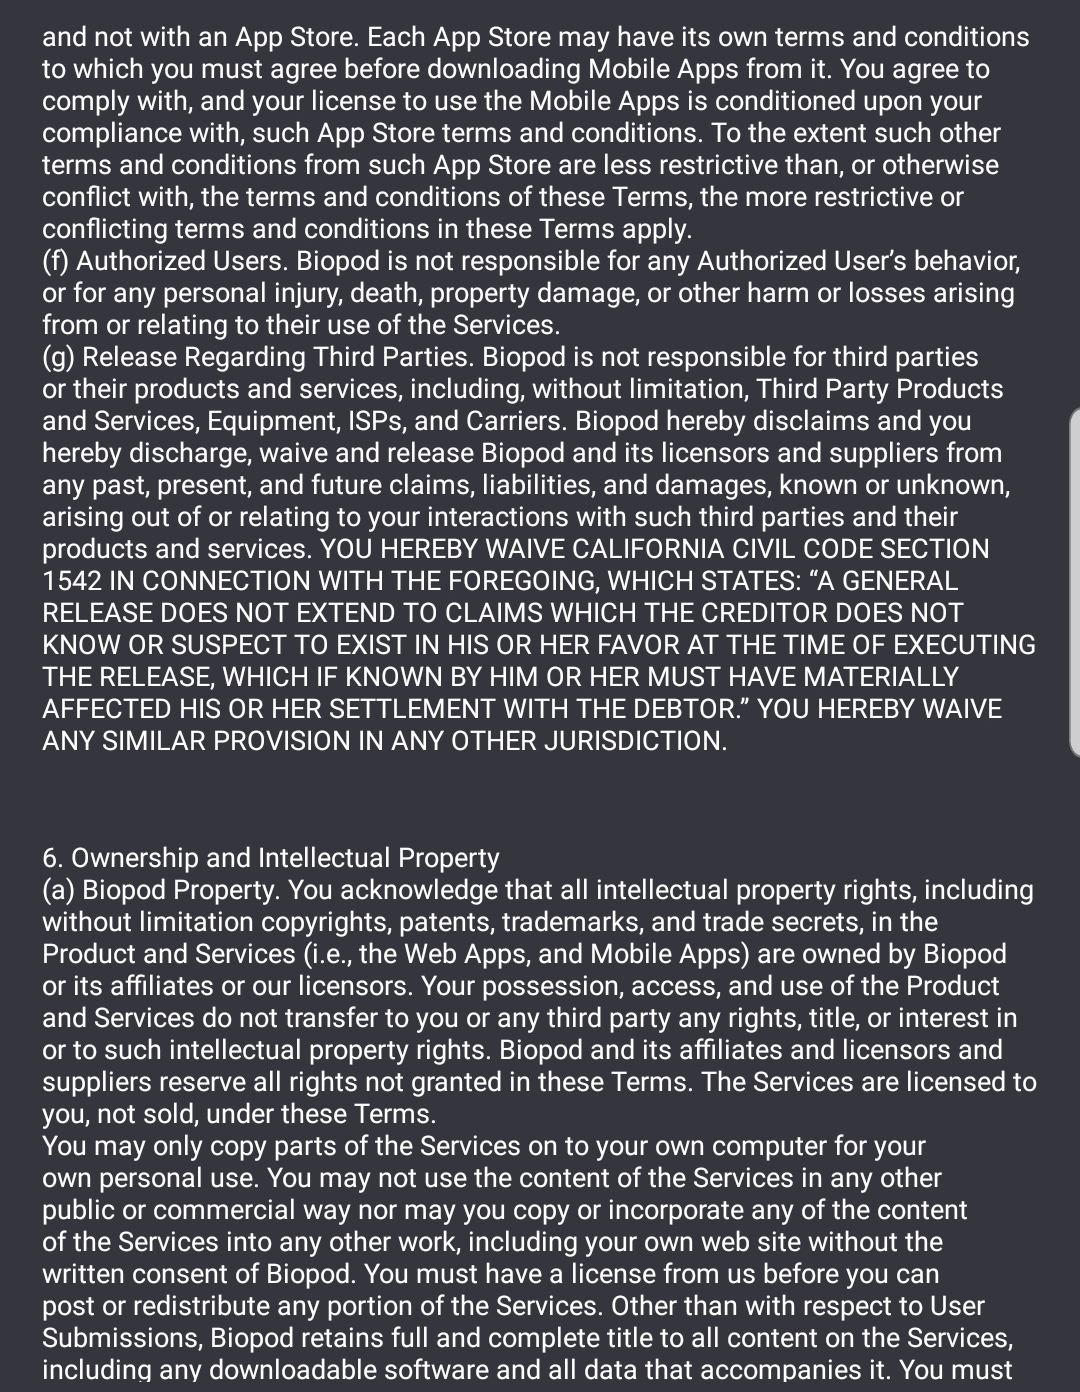 and not with an App Store. Each App Store may have its own terms and conditions
to which you must agree before downloading Mobile Apps from it. You agree to
comply with, and your license to use the Mobile Apps is conditioned upon your
compliance with, such App Store terms and conditions. To the extent such other
terms and conditions from such App Store are less restrictive than, or otherwise
conflict with, the terms and conditions of these Terms, the more restrictive or
conflicting terms and conditions in these Terms apply.
(f) Authorized Users. Biopod is not responsible for any Authorized User’s behavior,
or for any personal injury, death, property damage, or other harm or losses arising
from or relating to their use of the Services.
(g) Release Regarding Third Parties. Biopod is not responsible for third parties
or their products and services, including, without limitation, Third Party Products
and Services, Equipment, ISPs, and Carriers. Biopod hereby disclaims and you
hereby discharge, waive and release Biopod and its licensors and suppliers from
any past, present, and future claims, liabilities, and damages, known or unknown,
arising out of or relating to your interactions with such third parties and their
products and services. YOU HEREBY WAIVE CALIFORNIA CIVIL CODE SECTION
1542 IN CONNECTION WITH THE FOREGOING, WHICH STATES: “A GENERAL
RELEASE DOES NOT EXTEND TO CLAIMS WHICH THE CREDITOR DOES NOT
KNOW OR SUSPECT TO EXIST IN HIS OR HER FAVOR AT THE TIME OF EXECUTING
THE RELEASE, WHICH IF KNOWN BY HIM OR HER MUST HAVE MATERIALLY
AFFECTED HIS OR HER SETTLEMENT WITH THE DEBTOR.” YOU HEREBY WAIVE
ANY SIMILAR PROVISION IN ANY OTHER JURISDICTION.
6. Ownership and Intellectual Property
(a) Biopod Property. You acknowledge that all intellectual property rights, including
without limitation copyrights, patents, trademarks, and trade secrets, in the
Product and Services (i.e., the Web Apps, and Mobile Apps) are owned by Biopod
or its affiliates or our licensors. Your possession, access, and use of the Product
and Services do not transfer to you or any third party any rights, title, or interest in
or to such intellectual property rights. Biopod and its affiliates and licensors and
suppliers reserve all rights not granted in these Terms. The Services are licensed to
you, not sold, under these Terms.
You may only copy parts of the Services on to your own computer for your
own personal use. You may not use the content of the Services in any other
public or commercial way nor may you copy or incorporate any of the content
of the Services into any other work, including your own web site without the
written consent of Biopod. You must have a license from us before you can
post or redistribute any portion of the Services. Other than with respect to User
Submissions, Biopod retains full and complete title to all content on the Services,
including any downloadable software and all data that accompanies it. You must